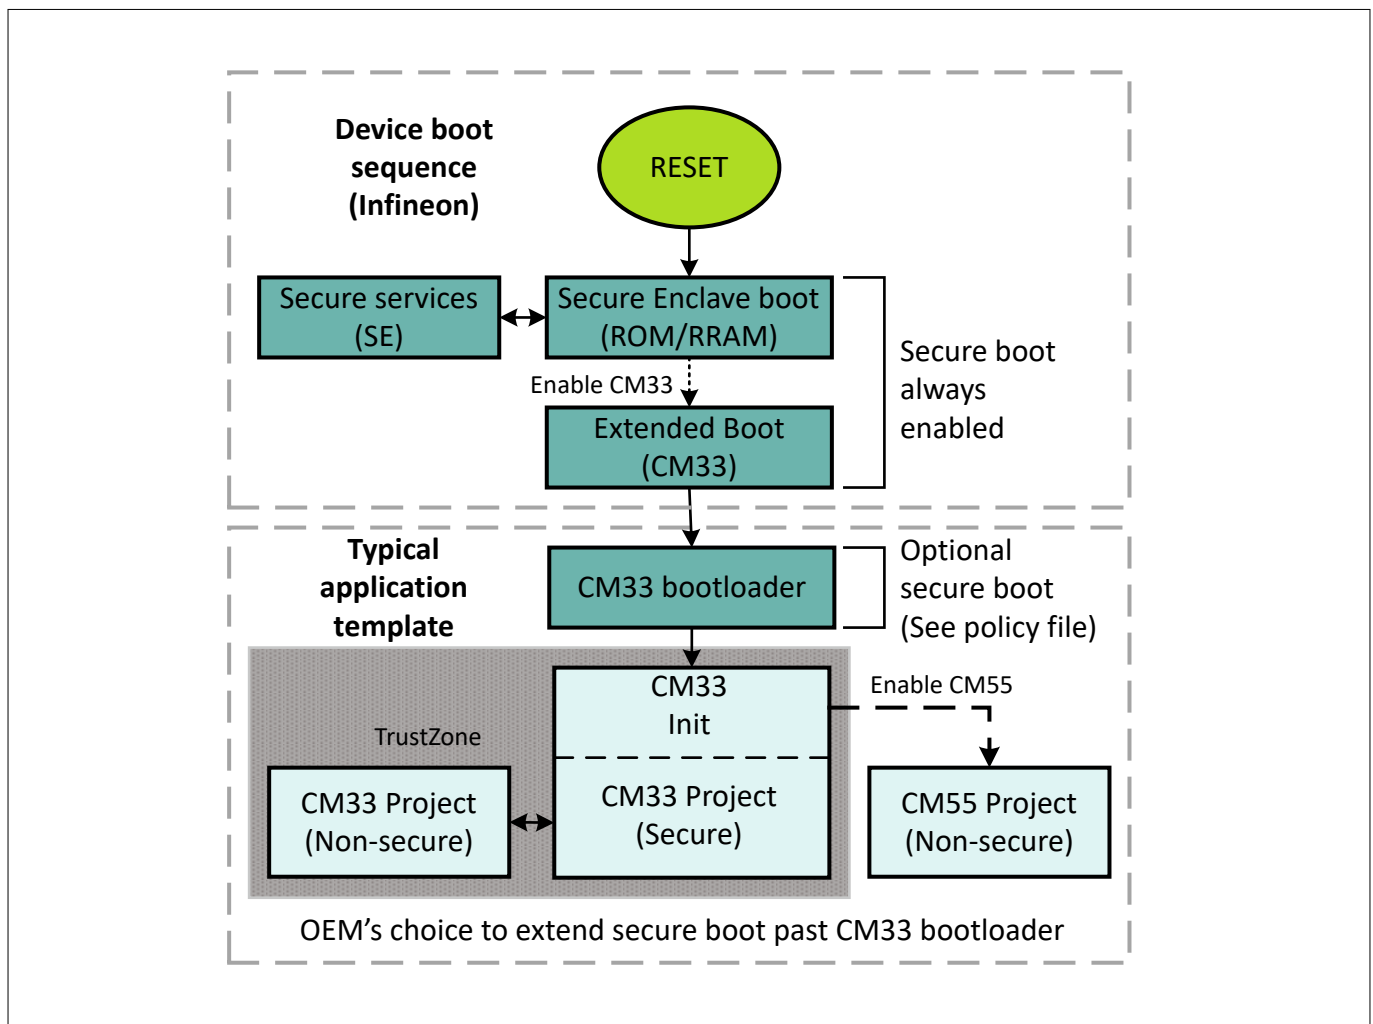 Device boot
sequence
(Infineon)
RESET
Secure services
(SE)
Secure Enclave boot
(ROM/RRAM)
Enable CM33
Extended Boot
(CM33)
Secure boot
always
enabled
Typical
application
template
CM33 bootloader
Optional
secure boot
(See policy file)
CM33
Init
Enable CM55
TrustZone
CM33 Project
(Non-secure)
CM33 Project
(Secure)
CM55 Project
(Non-secure)
OEM’s choice to extend secure boot past CM33 bootloader